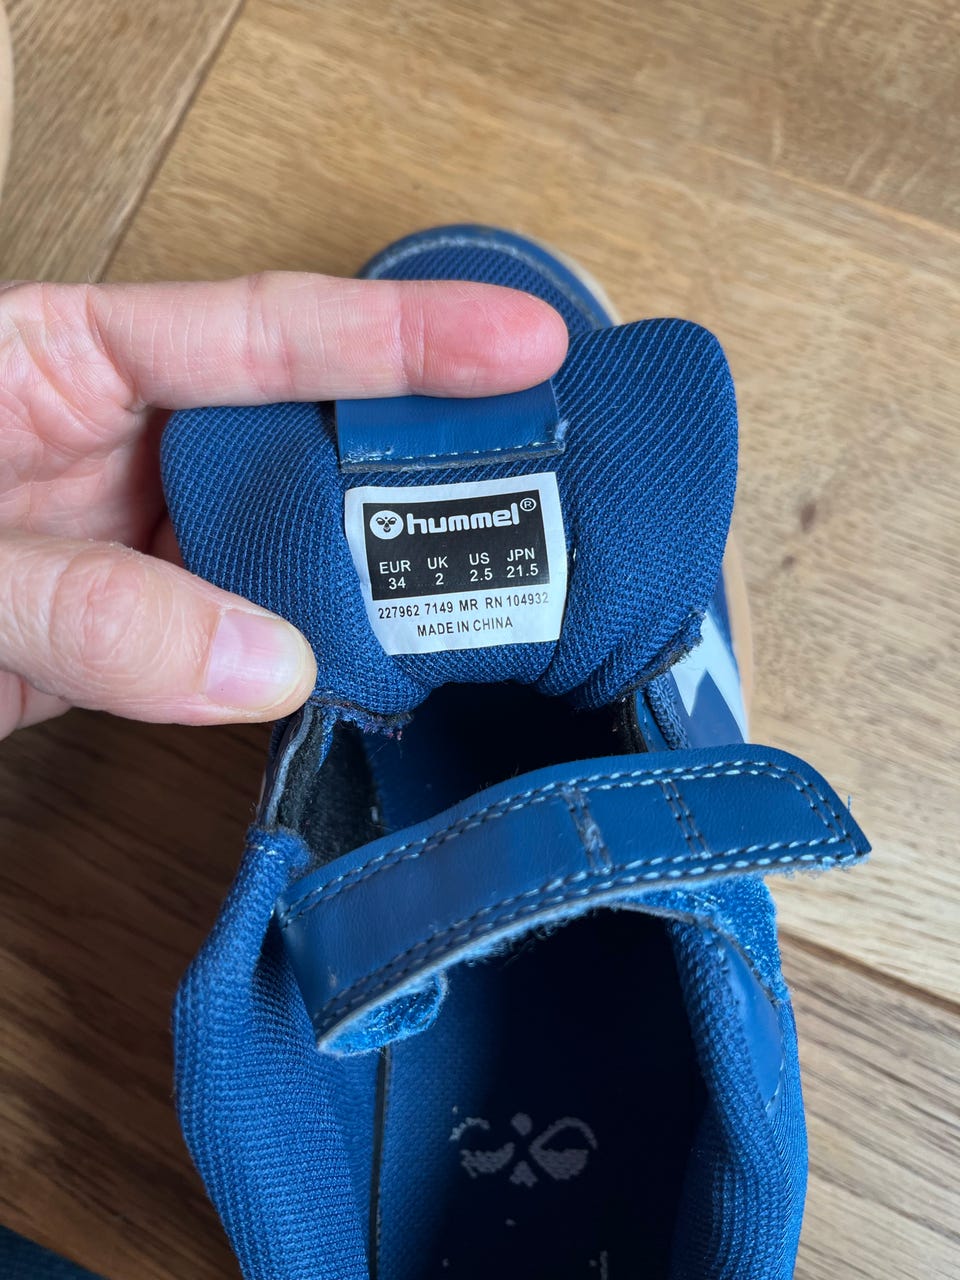 hummel®
EUR UK US JPN
34 2 2.5 21.5
227962 7149 MR RN 104932
MADE IN CHINA